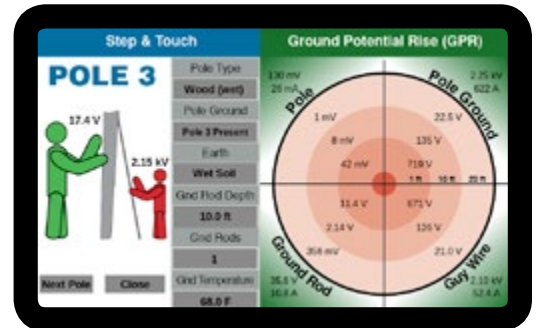 Step & Touch
Ground Potential Rise (GPR)
POLE 3
17.4 V
2.15 kV
Next Pole
Close
Pole Type
Wood (wet)
Pole Ground
Pole 3 Present
Earth
Wet Soil
Gnd Rod Depth
10.0 ft
Gnd Rods
1
Gnd Temperature
68.0 F
130 mV
26 mA
Pole
1 mV
8 mV
42 mV
2.25 kV
622 A
Pole Ground
22.5 V
135 V
719 V
1 ft
10 ft
20 ft
11.4 V
2.14 V
356 mV
Ground Rod
671 V
126 V
21.0 V
Guy Wire
2.10 kV
52.4 A